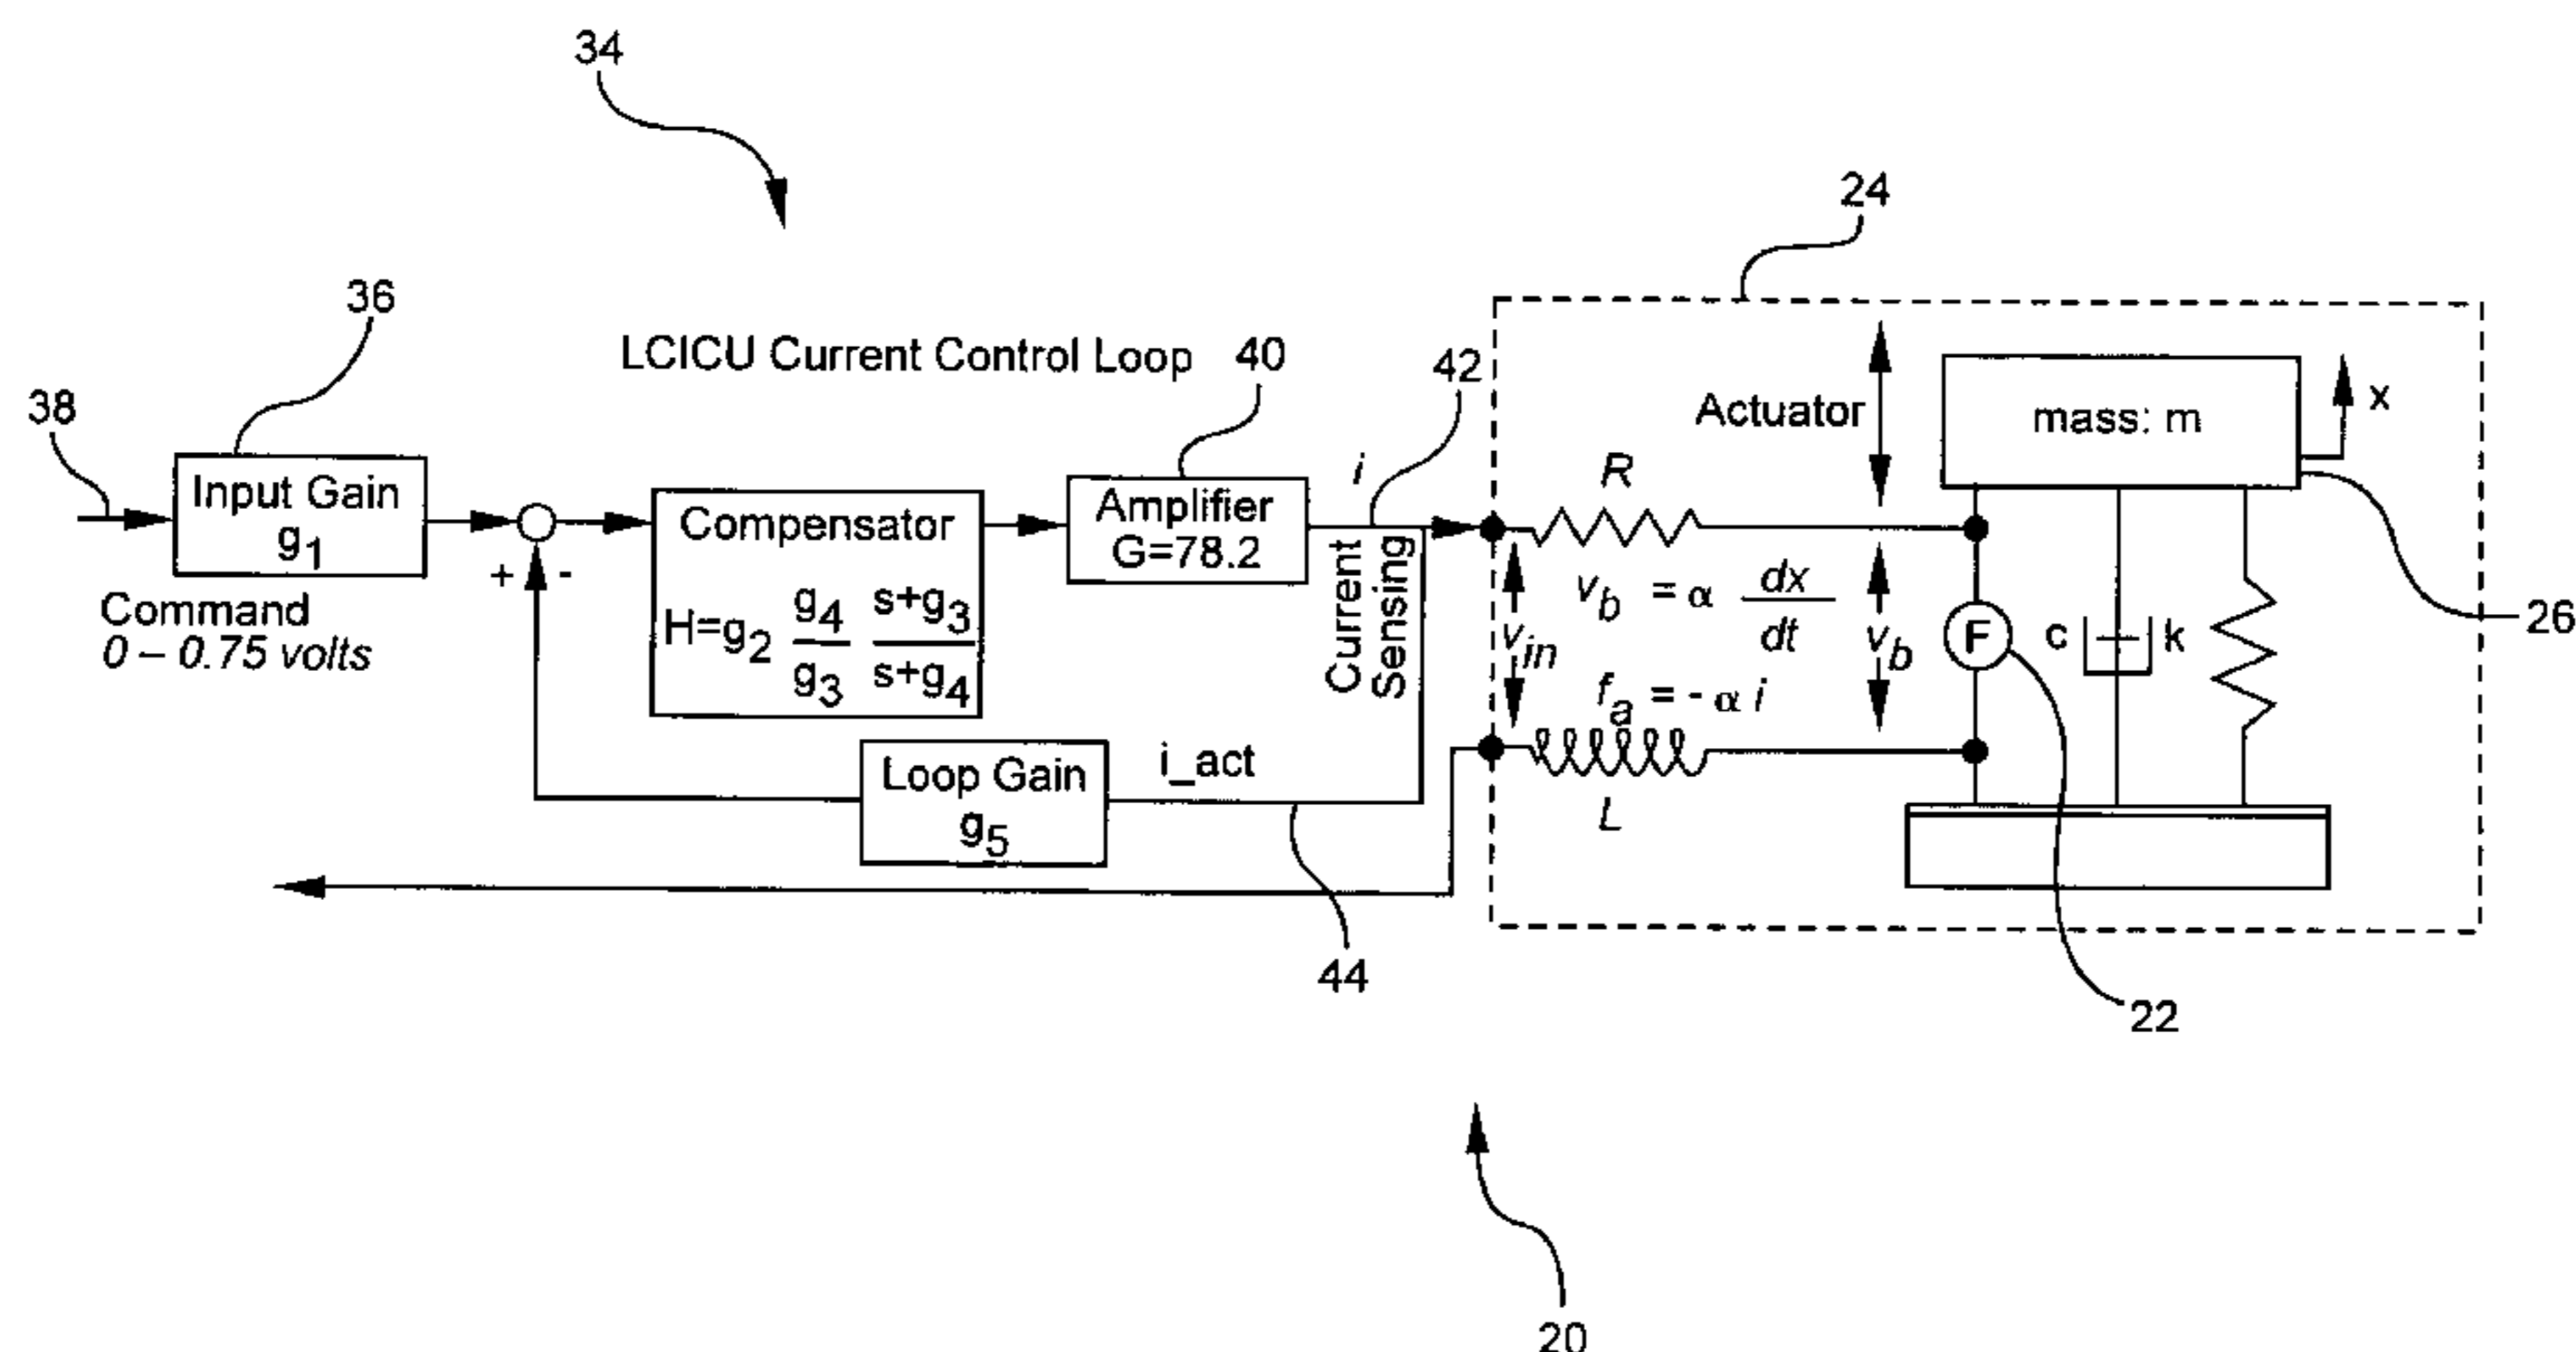 34
24
36
LCICU Current Control Loop
40
42
38
Input Gain
g1
Command
0 – 0.75 volts
+ -
Compensator
H=g2 g4/g3 s+g3/s+g4
Amplifier
G=78.2
i
Current
Sensing
Loop Gain
g5
i_act
44
Actuator
R
vin
vb = α dx/dt
fa = - α i
L
vb
mass: m
x
F
c
k
26
22
20